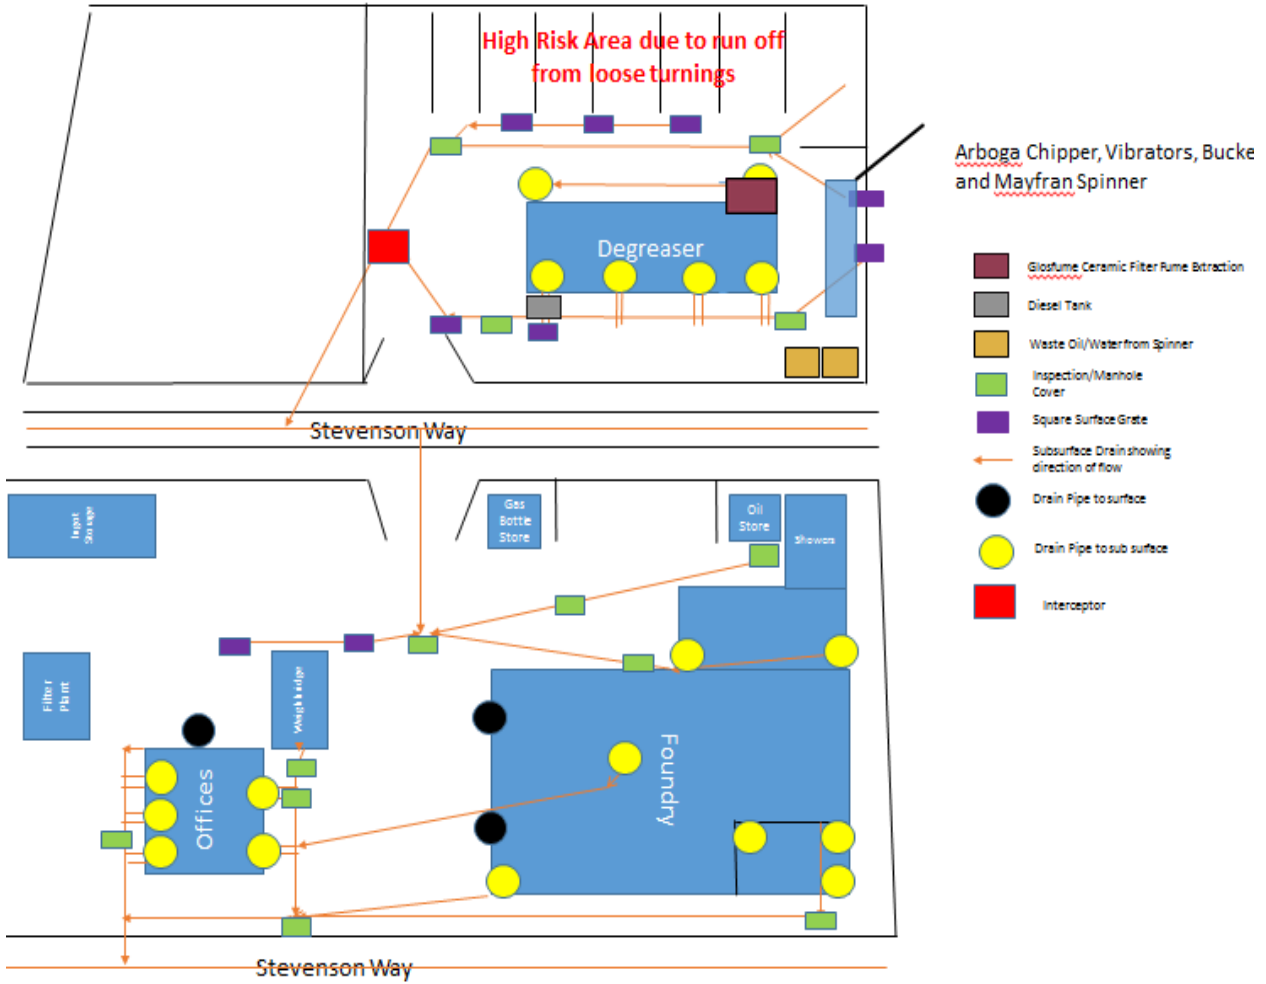 High Risk Area due to run off
from loose turnings
Arboga Chipper, Vibrators, Bucke
and Mayfran Spinner
Degreaser
Glosfume Ceramic Filter Fume Extraction
Diesel Tank
Waste Oil/Water from Spinner
Inspection/Manhole
Cover
Square Surface Grate
Subsurface Drain showing
direction of flow
Drain Pipe to surface
Drain Pipe to sub surface
Interceptor
Stevenson Way
Ingot
Storage
Gas
Bottle
Store
Oil
Store
Showers
Filter
Plant
Weighbridge
Offices
Foundry
Stevenson Way